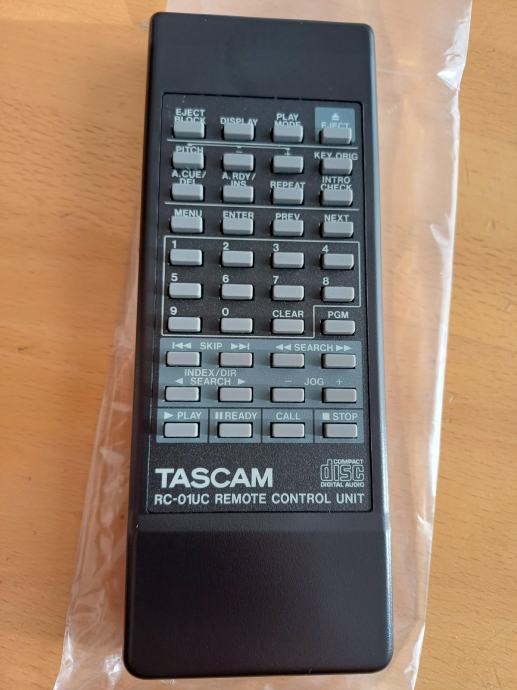 EJECT BLOCK DISPLAY PLAY MODE EJECT
PITCH - + KEY ORIG
A.CUE/DEL A.RDY/INS REPEAT INTRO CHECK
MENU ENTER PREV NEXT
1 2 3 4
5 6 7 8
9 0 CLEAR PGM
SKIP SEARCH
INDEX/DIR SEARCH - JOG +
PLAY READY CALL STOP
TASCAM COMPACT disc DIGITAL AUDIO
RC-01UC REMOTE CONTROL UNIT